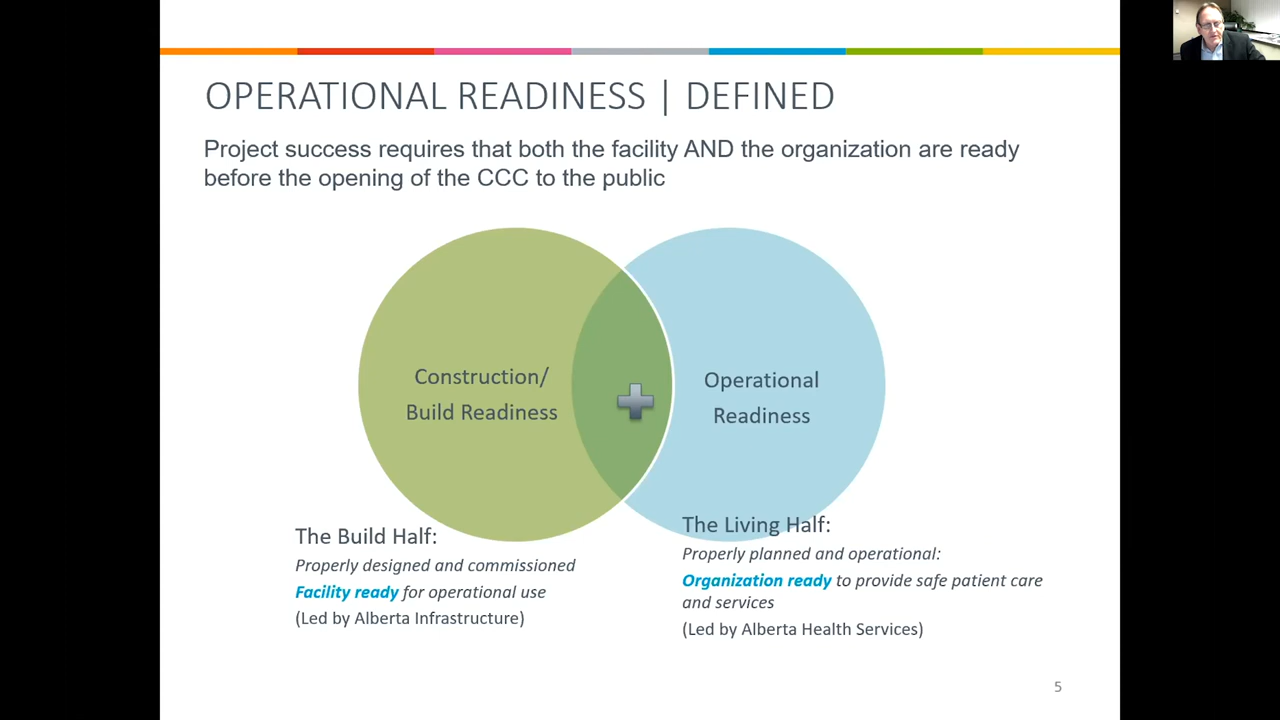 OPERATIONAL READINESS | DEFINED
Project success requires that both the facility AND the organization are ready
before the opening of the CCC to the public
Construction/
Build Readiness
Operational
Readiness
The Build Half:
Properly designed and commissioned
Facility ready for operational use
(Led by Alberta Infrastructure)
The Living Half:
Properly planned and operational:
Organization ready to provide safe patient care
and services
(Led by Alberta Health Services)
5